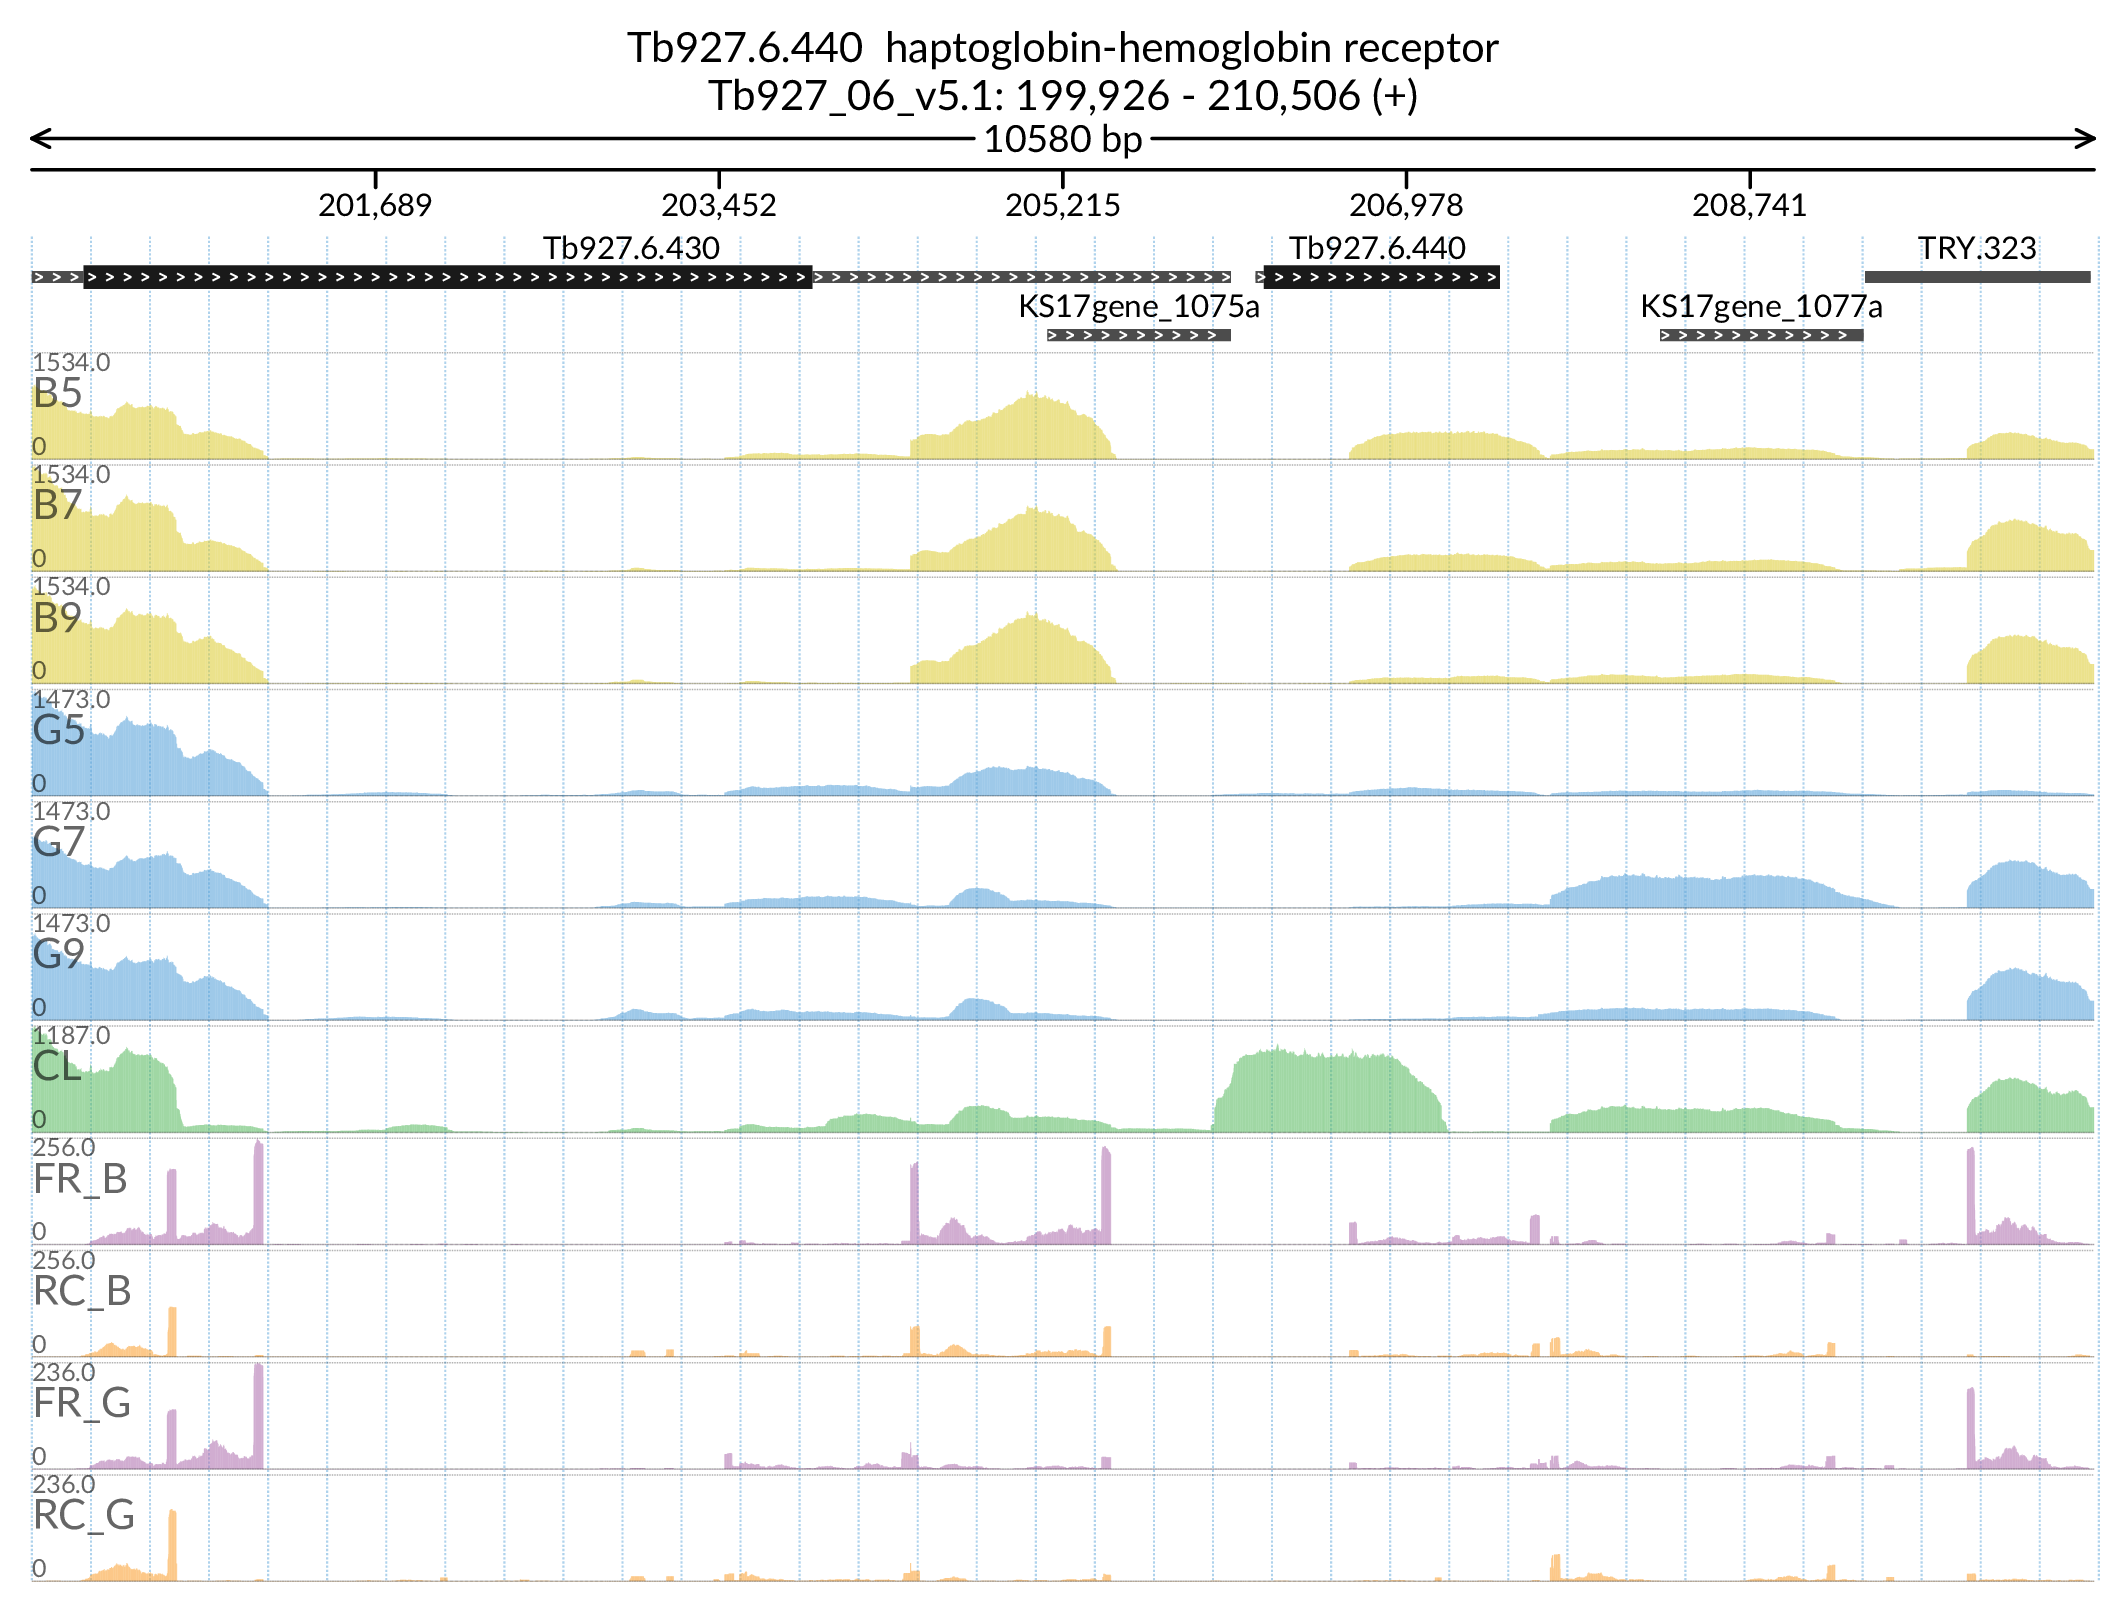 Tb927.6.440  haptoglobin-hemoglobin receptor
Tb927_06_v5.1: 199,926 - 210,506 (+)
10580 bp
201,689 203,452 205,215 206,978 208,741
Tb927.6.430 Tb927.6.440 TRY.323
KS17gene_1075a KS17gene_1077a
1534.0
B5
0
1534.0
B7
0
1534.0
B9
0
1473.0
G5
0
1473.0
G7
0
1473.0
G9
0
1187.0
CL
0
256.0
FR_B
0
256.0
RC_B
0
236.0
FR_G
0
236.0
RC_G
0